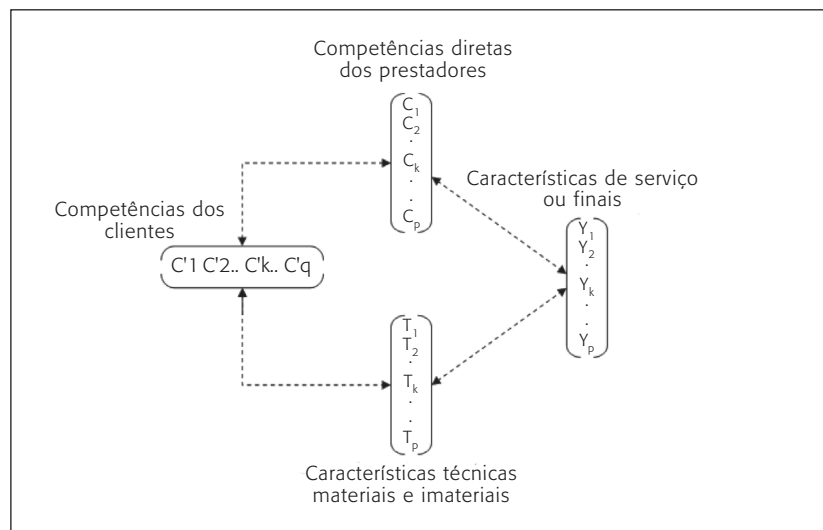 Competências diretas
dos prestadores
C1
C2
.
Ck
.
.
Cp
Características de serviço
ou finais
Y1
Y2
.
Yk
.
.
Yp
Competências dos
clientes
C'1 C'2.. C'k.. C'q
T1
T2
.
Tk
.
.
Tp
Características técnicas
materiais e imateriais